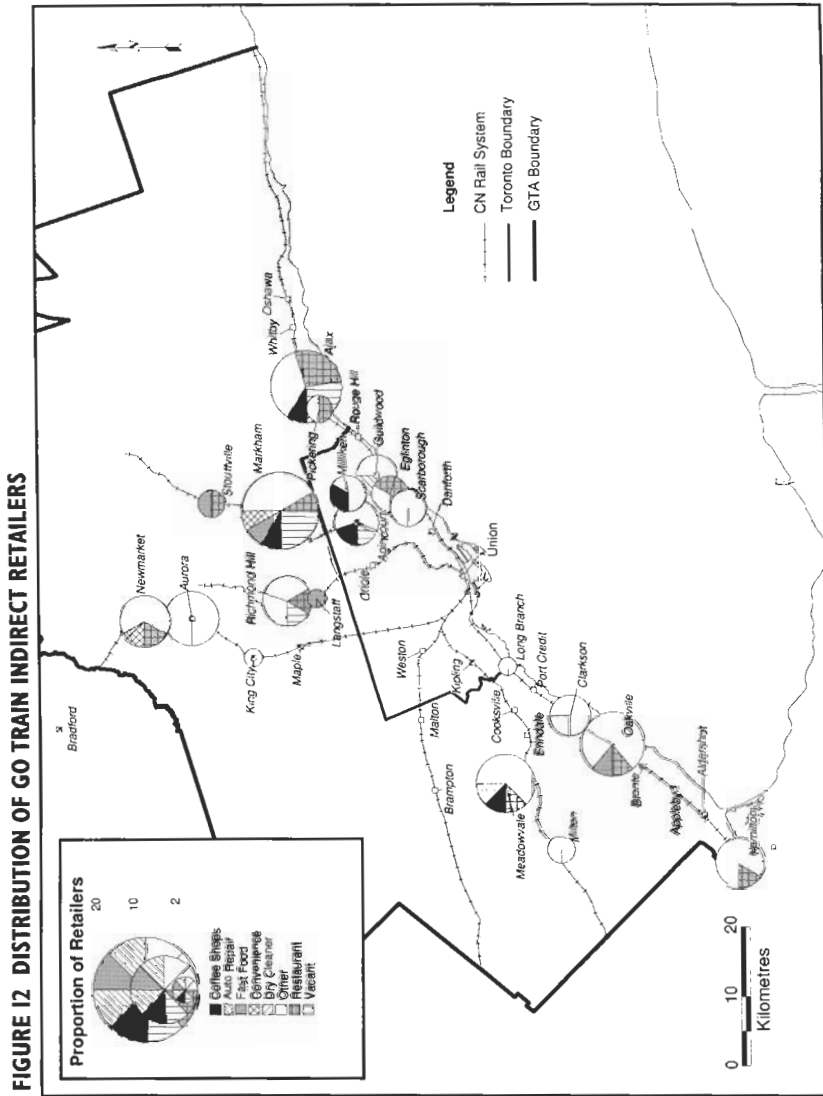 FIGURE 12 DISTRIBUTION OF GO TRAIN INDIRECT RETAILERS
Proportion of Retailers
20
10
2
Coffee Shops
Auto Repair
Fast Food
Convenience
Dry Cleaner
Other
Restaurant
Vacant
Bradford
Newmarket
Aurora
King City
Maple
Richmond Hill
Langstaff
Stouffville
Markham
Pickering
Milliken
Agincourt
Oriole
Whitby
Oshawa
Ajax
Rouge Hill
Guildwood
Eglinton
Scarborough
Danforth
Union
Weston
Malton
Brampton
Kipling
Cooksville
Erindale
Meadowvale
Milton
Long Branch
Port Credit
Clarkson
Oakville
Bronte
Appleby
Aldershot
Hamilton
Legend
CN Rail System
Toronto Boundary
GTA Boundary
0 10 20
Kilometres